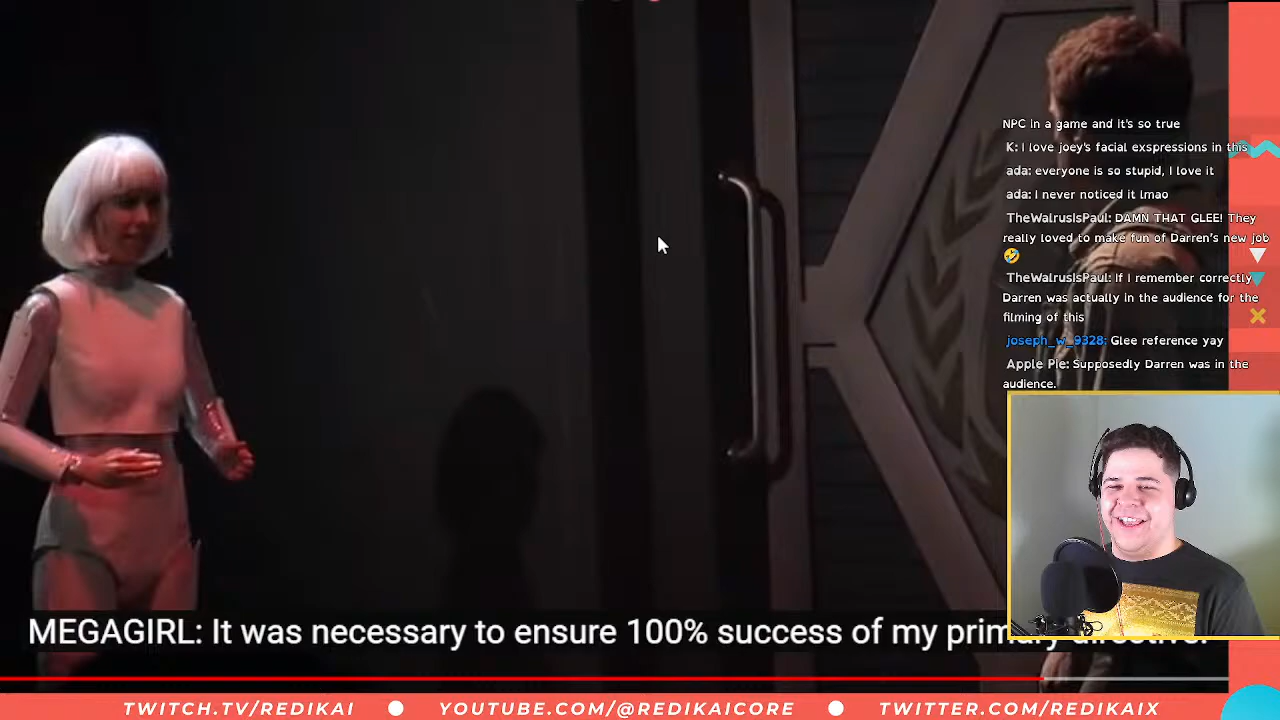 NPC in a game and it's so true
K: I love joey's facial exspressions in this
ada: everyone is so stupid, I love it
ada: I never noticed it lmao
TheWalrusIsPaul: DAMN THAT GLEE! They
really loved to make fun of Darren's new job
🤣
TheWalrusIsPaul: If I remember correctly
Darren was actually in the audience for the
filming of this
joseph_w_9328: Glee reference yay
Apple Pie: Supposedly Darren was in the
audience.
MEGAGIRL: It was necessary to ensure 100% success of my primary directive.
TWITCH.TV/REDIKAI
YOUTUBE.COM/@REDIKAICORE
TWITTER.COM/REDIKAIX